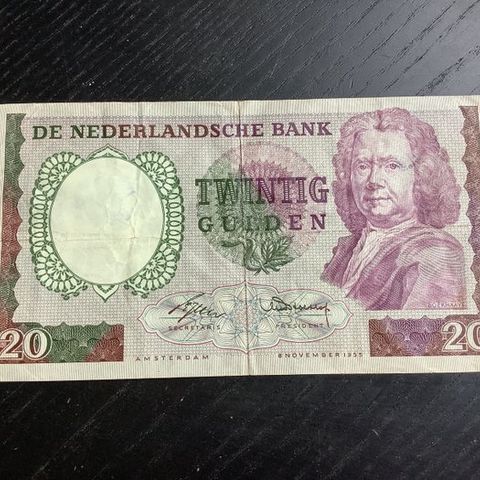 DE NEDERLANDSCHE BANK
TWINTIG
GULDEN
SECRETARIS
PRESIDENT
AMSTERDAM
8 NOVEMBER 1955
20
20